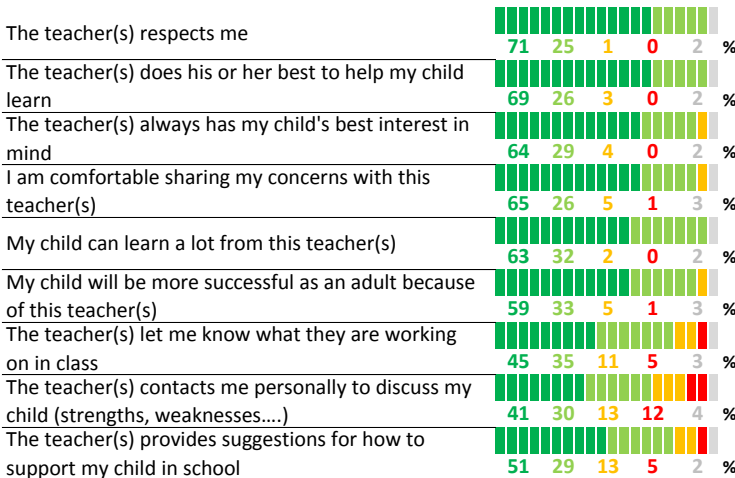 The teacher(s) respects me
71 25 1 0 2 %
The teacher(s) does his or her best to help my child
learn
69 26 3 0 2 %
The teacher(s) always has my child's best interest in
mind
64 29 4 0 2 %
I am comfortable sharing my concerns with this
teacher(s)
65 26 5 1 3 %
My child can learn a lot from this teacher(s)
63 32 2 0 2 %
My child will be more successful as an adult because
of this teacher(s)
59 33 5 1 3 %
The teacher(s) let me know what they are working
on in class
45 35 11 5 3 %
The teacher(s) contacts me personally to discuss my
child (strengths, weaknesses....)
41 30 13 12 4 %
The teacher(s) provides suggestions for how to
support my child in school
51 29 13 5 2 %